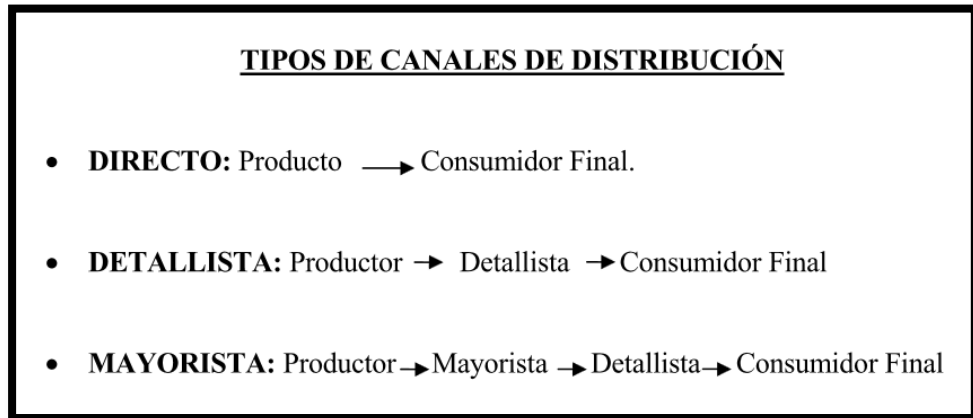 TIPOS DE CANALES DE DISTRIBUCIÓN
• DIRECTO: Producto → Consumidor Final.
• DETALLISTA: Productor → Detallista → Consumidor Final
• MAYORISTA: Productor → Mayorista → Detallista → Consumidor Final